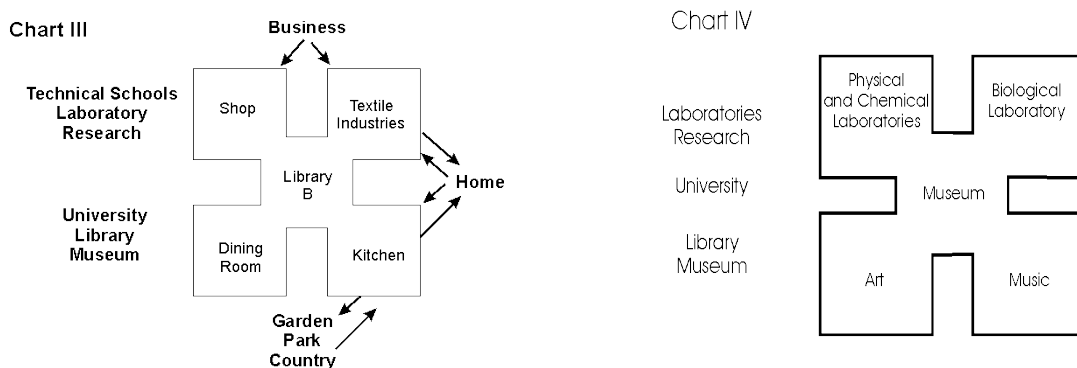 Chart III
Business
Technical Schools
Laboratory
Research
Shop
Textile
Industries
Library
B
Home
University
Library
Museum
Dining
Room
Kitchen
Garden
Park
Country
Chart IV
Laboratories
Research
Physical
and Chemical
Laboratories
Biological
Laboratory
University
Museum
Library
Museum
Art
Music